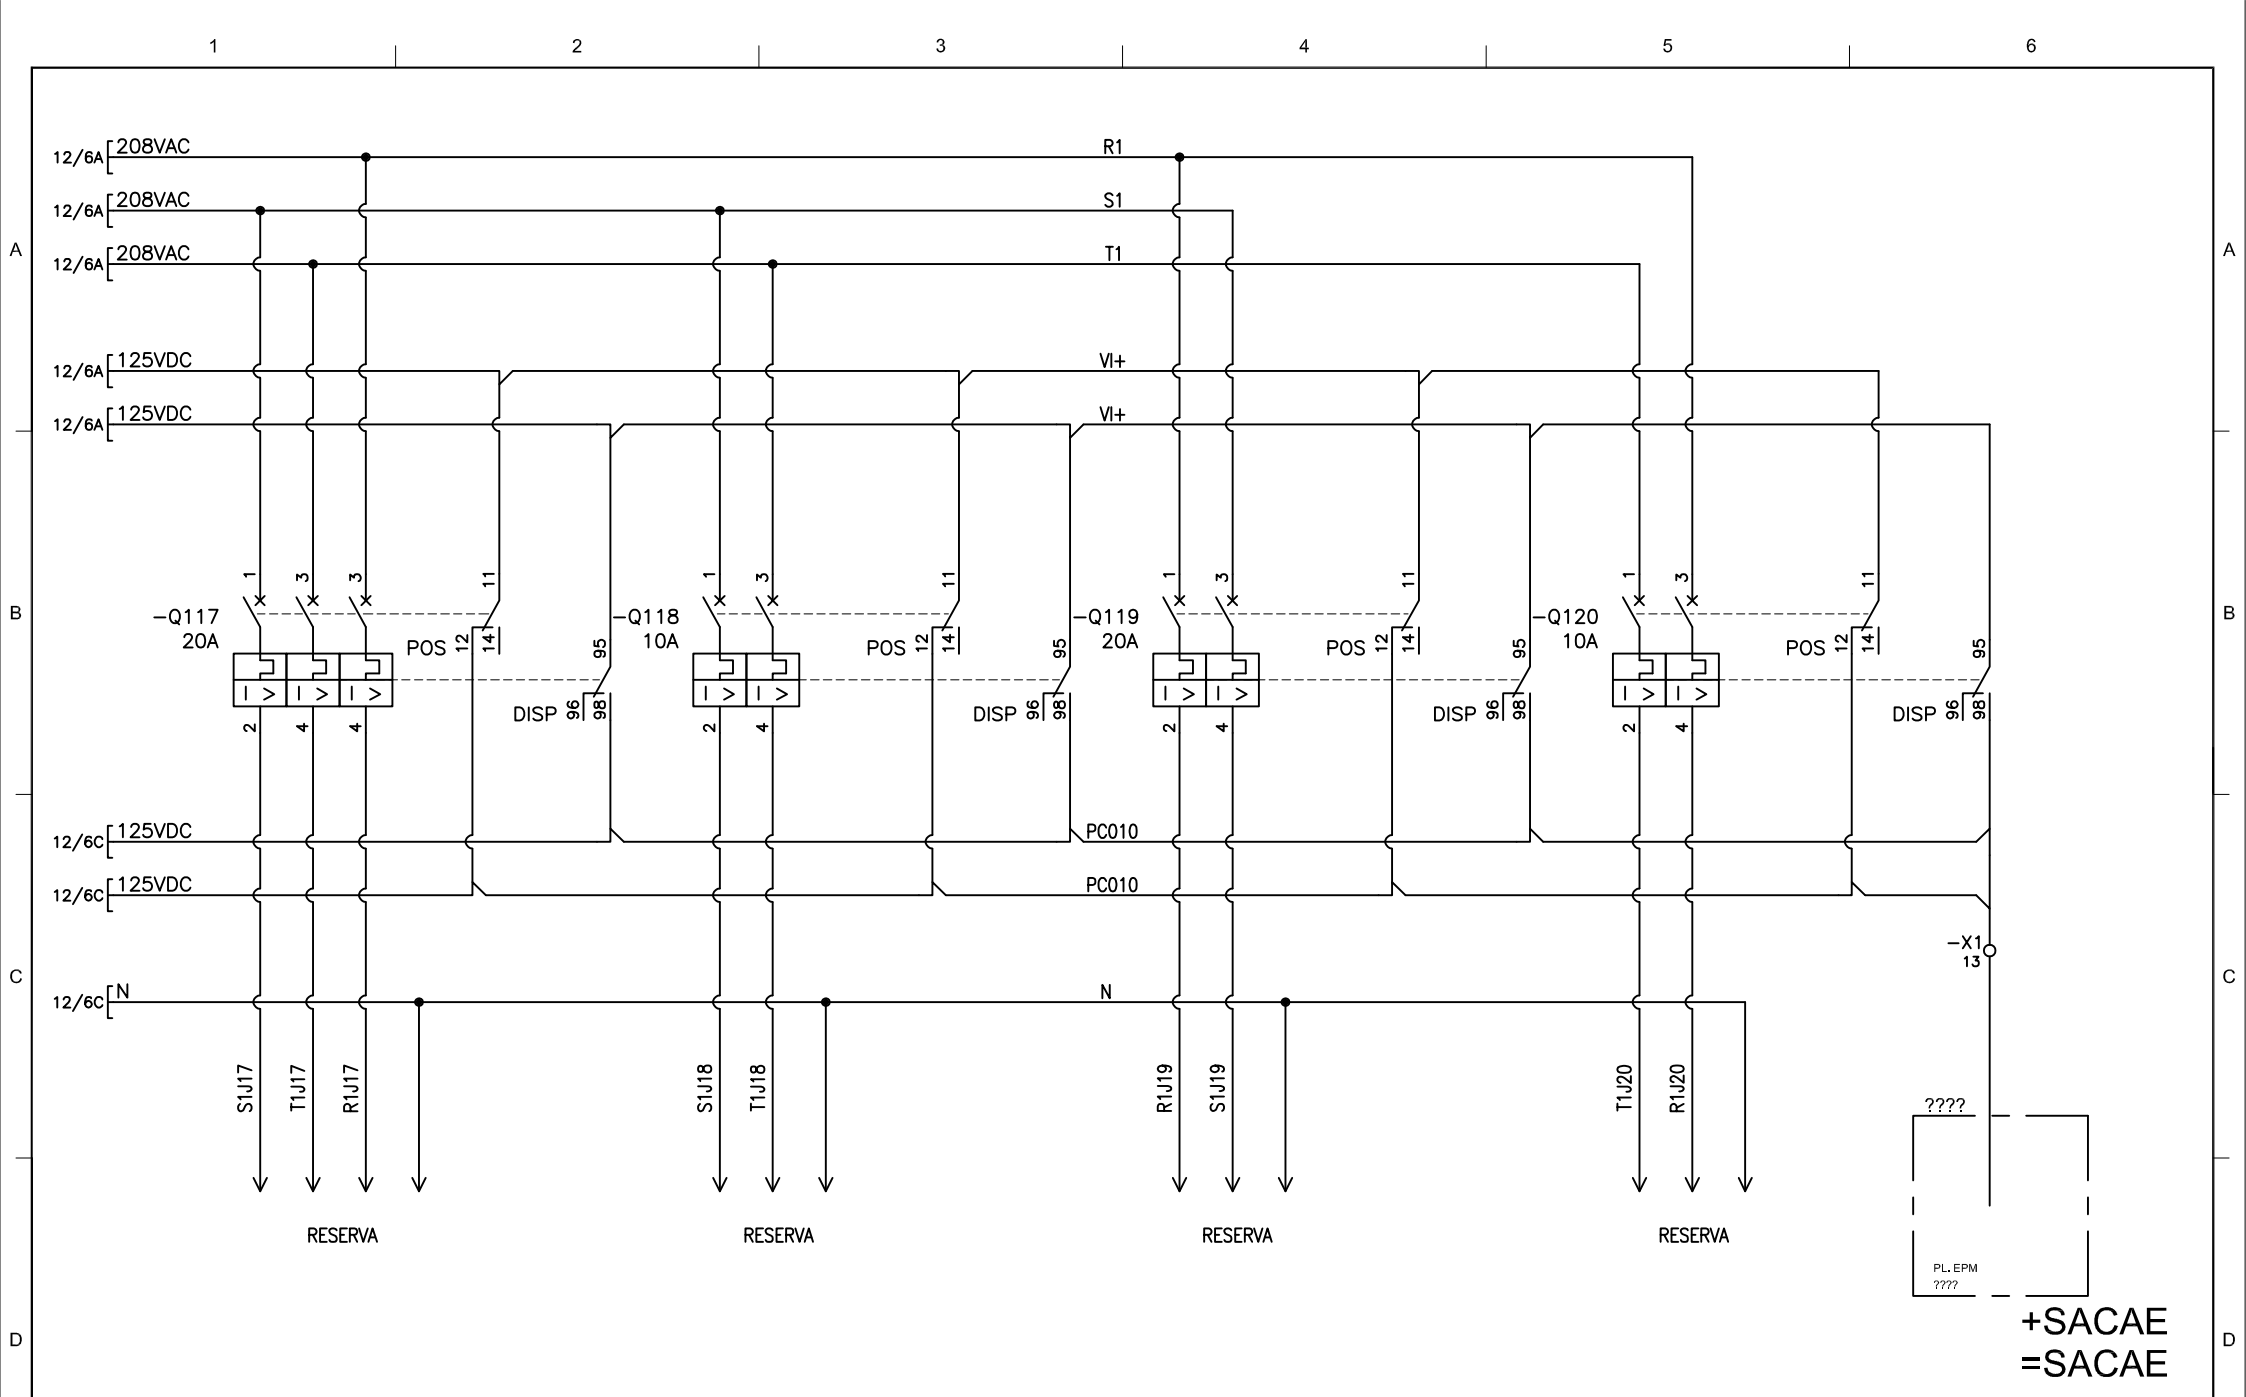 1 2 3 4 5 6
12/6A 208VAC R1
12/6A 208VAC S1
A 12/6A 208VAC T1 A
12/6A 125VDC VI+
12/6A 125VDC VI+
1 3 3 11 1 3 11 1 3 11 1 3 11
B -Q117 -Q118 -Q119 -Q120 B
20A 10A 20A 10A
POS 12 14 95 POS 12 14 95 POS 12 14 95 POS 12 14 95
I > I > I > I > I > I > I > I > I >
DISP 96 98 DISP 96 98 DISP 96 98 DISP 96 98
2 4 4 2 4 2 4 2 4
12/6C 125VDC PC010
12/6C 125VDC PC010
-X1
13
C C
12/6C N N
S1J17 T1J17 R1J17 S1J18 T1J18 R1J19 S1J19 T1J20 R1J20
????
RESERVA RESERVA RESERVA RESERVA
PL. EPM
????
+SACAE
D D
=SACAE